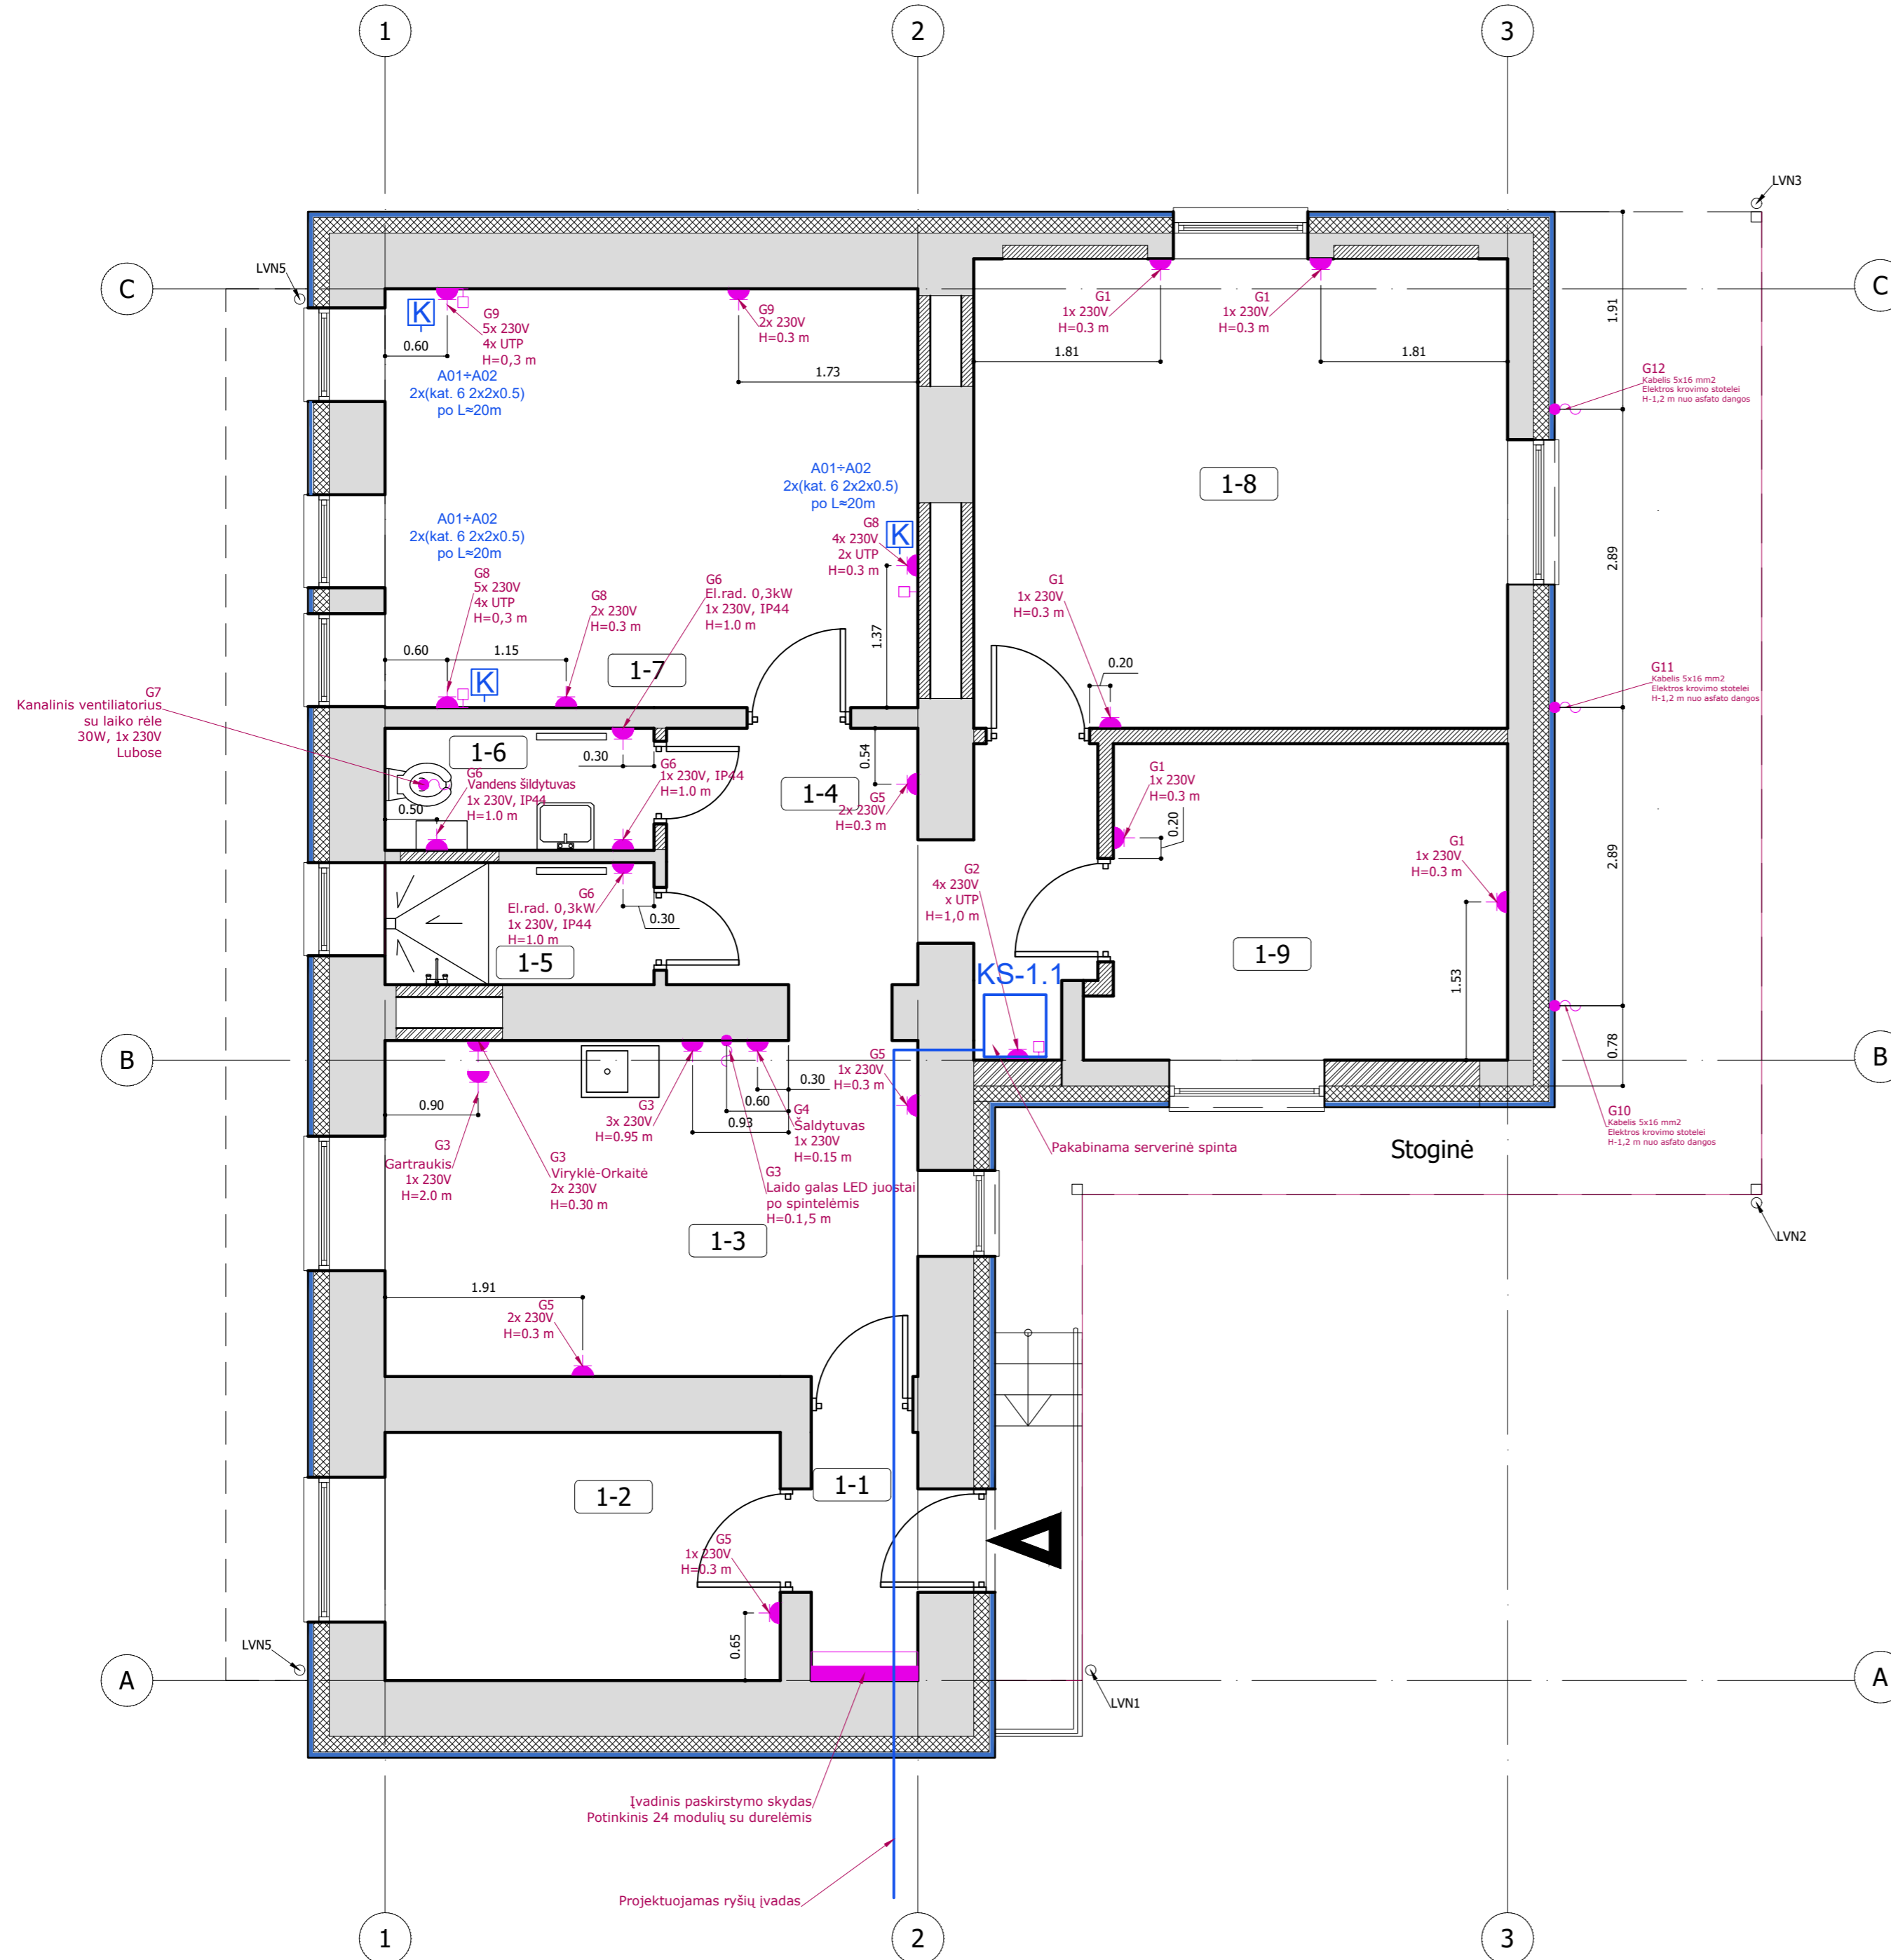 1
2
3
LVN3
C
C
LVN5
K
G9
5x 230V
4x UTP
H=0,3 m
0.60
A01÷A02
2x(kat. 6 2x2x0.5)
po L≈20m
G9
2x 230V
H=0.3 m
1.73
G1
1x 230V
H=0.3 m
1.81
G1
1x 230V
H=0.3 m
1.81
1.91
G12
Kabelis 5x16 mm2
Elektros krovimo stotelei
H-1,2 m nuo asfato dangos
A01÷A02
2x(kat. 6 2x2x0.5)
po L≈20m
1-8
G8
4x 230V
2x UTP
H=0.3 m
K
A01÷A02
2x(kat. 6 2x2x0.5)
po L≈20m
2.89
G8
5x 230V
4x UTP
H=0,3 m
G8
2x 230V
H=0.3 m
G6
El.rad. 0,3kW
1x 230V, IP44
H=1.0 m
1.37
G1
1x 230V
H=0.3 m
0.60
1.15
1-7
0.20
K
G11
Kabelis 5x16 mm2
Elektros krovimo stotelei
H-1,2 m nuo asfato dangos
G7
Kanalinis ventiliatorius
su laiko rėle
30W, 1x 230V
Lubose
1-6
0.30
0.54
G6
Vandens šildytuvas
1x 230V, IP44
H=1.0 m
0.50
G6
1x 230V, IP44
H=1.0 m
1-4
G5
2x 230V
H=0.3 m
G1
1x 230V
H=0.3 m
0.20
G1
1x 230V
H=0.3 m
2.89
G2
4x 230V
x UTP
H=1,0 m
G6
El.rad. 0,3kW
1x 230V, IP44
H=1.0 m
0.30
1-5
1-9
KS-1.1
1.53
B
B
0.78
G5
1x 230V
H=0.3 m
0.30
0.60
0.93
0.90
G3
3x 230V
H=0.95 m
G4
Šaldytuvas
1x 230V
H=0.15 m
G10
Kabelis 5x16 mm2
Elektros krovimo stotelei
H-1,2 m nuo asfato dangos
G3
Gartraukis
1x 230V
H=2.0 m
G3
Viryklė-Orkaitė
2x 230V
H=0.30 m
G3
Laido galas LED juostai
po spintelėmis
H=0.1,5 m
Pakabinama serverinė spinta
Stoginė
1-3
LVN2
1.91
G5
2x 230V
H=0.3 m
1-2
1-1
G5
1x 230V
H=0.3 m
0.65
LVN5
A
A
LVN1
Įvadinis paskirstymo skydas
Potinkinis 24 modulių su durelėmis
Projektuojamas ryšių įvadas
1
2
3